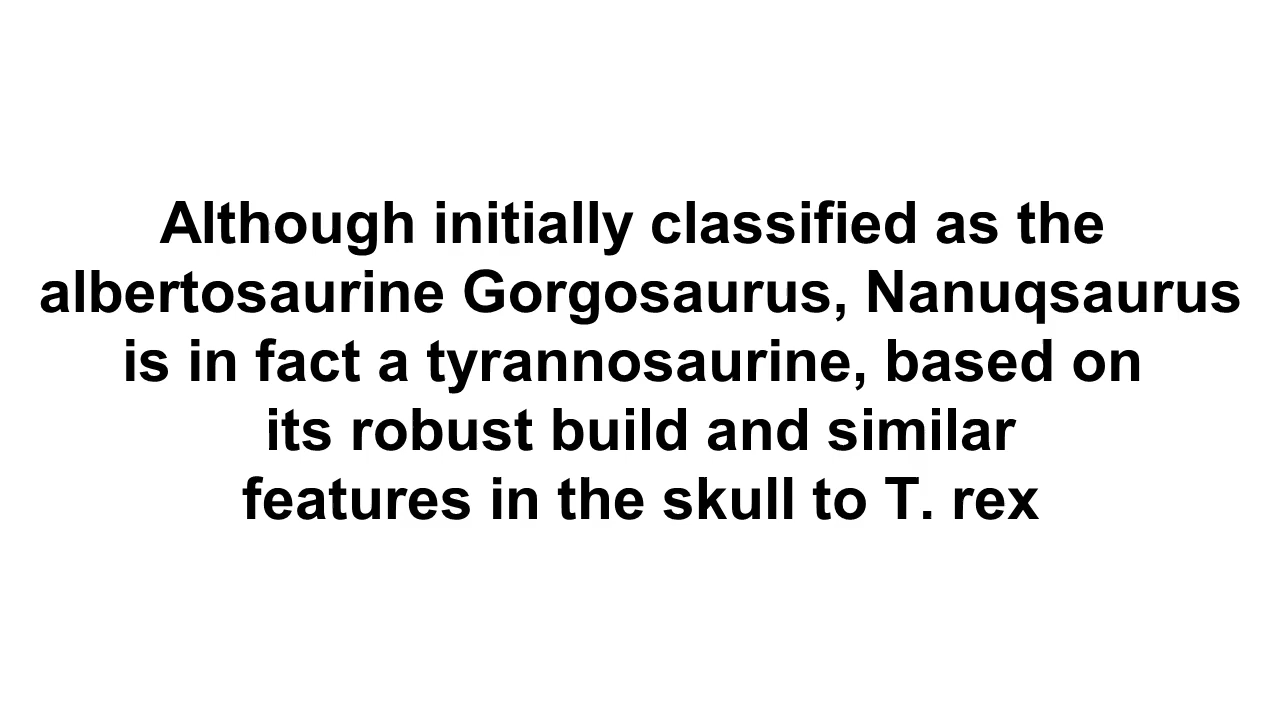 Although initially classified as the
albertosaurine Gorgosaurus, Nanuqsaurus
is in fact a tyrannosaurine, based on
its robust build and similar
features in the skull to T. rex